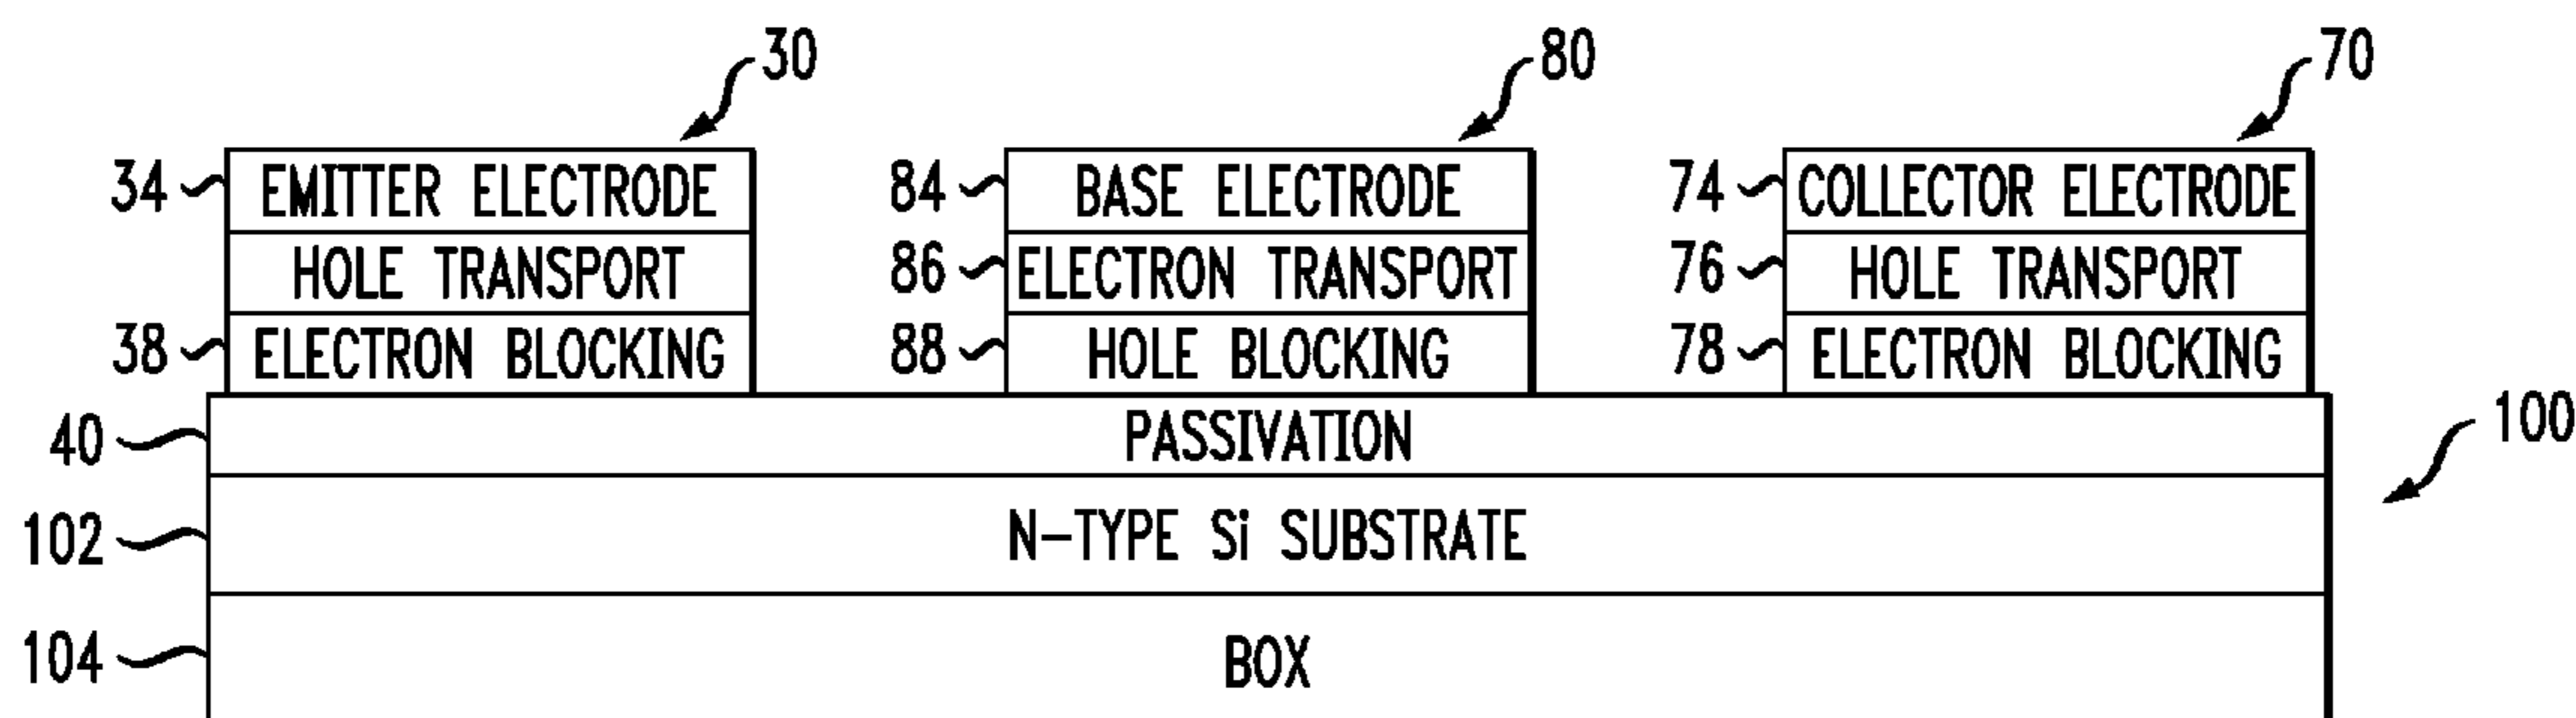 30 80 70
34 EMITTER ELECTRODE 84 BASE ELECTRODE 74 COLLECTOR ELECTRODE
HOLE TRANSPORT 86 ELECTRON TRANSPORT 76 HOLE TRANSPORT
38 ELECTRON BLOCKING 88 HOLE BLOCKING 78 ELECTRON BLOCKING
40 PASSIVATION 100
102 N-TYPE Si SUBSTRATE
104 BOX